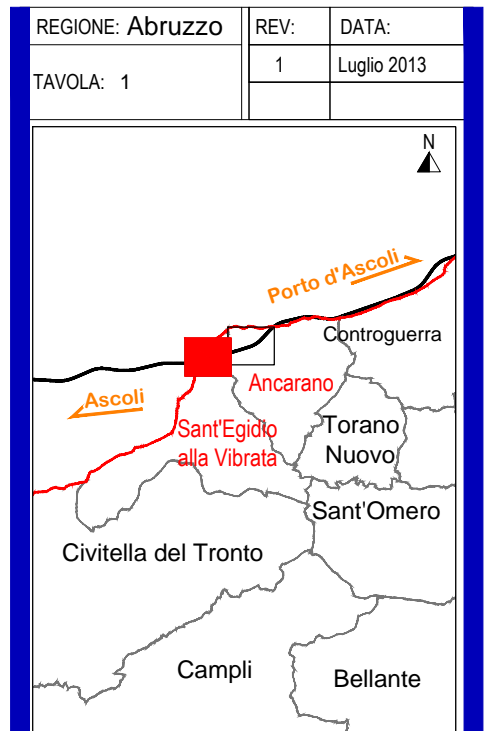 REGIONE: Abruzzo
REV:
DATA:
TAVOLA: 1
1
Luglio 2013
N
Porto d'Ascoli
Controguerra
Ancarano
Ascoli
Sant'Egidio
alla Vibrata
Torano
Nuovo
Sant'Omero
Civitella del Tronto
Campli
Bellante